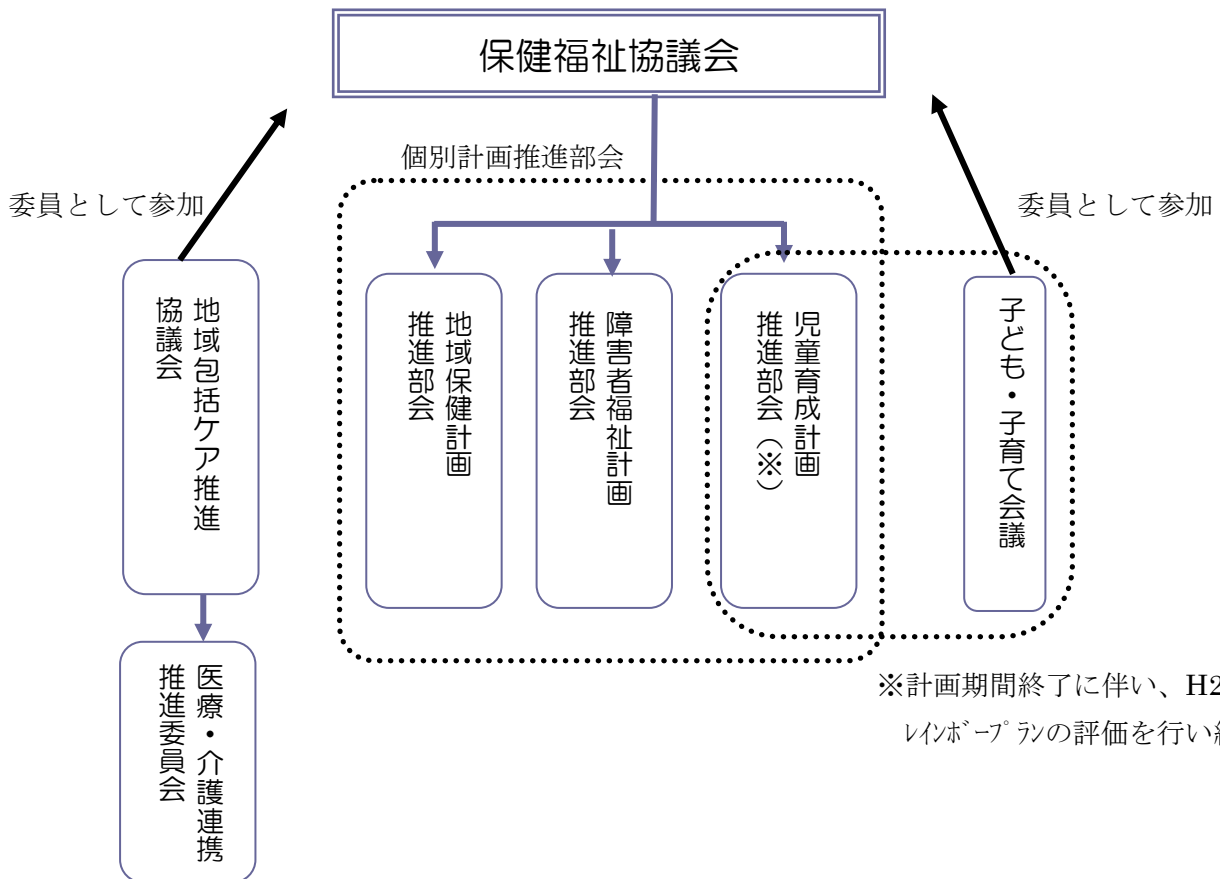 保健福祉協議会
個別計画推進部会
委員として参加
委員として参加
地域包括ケア推進
協議会
地域保健計画
推進部会
障害者福祉計画
推進部会
児童育成計画
推進部会（※）
子ども・子育て会議
医療・介護連携
推進委員会
※計画期間終了に伴い、H2
ﾚｲﾝﾎﾞｰﾌﾟﾗﾝの評価を行い